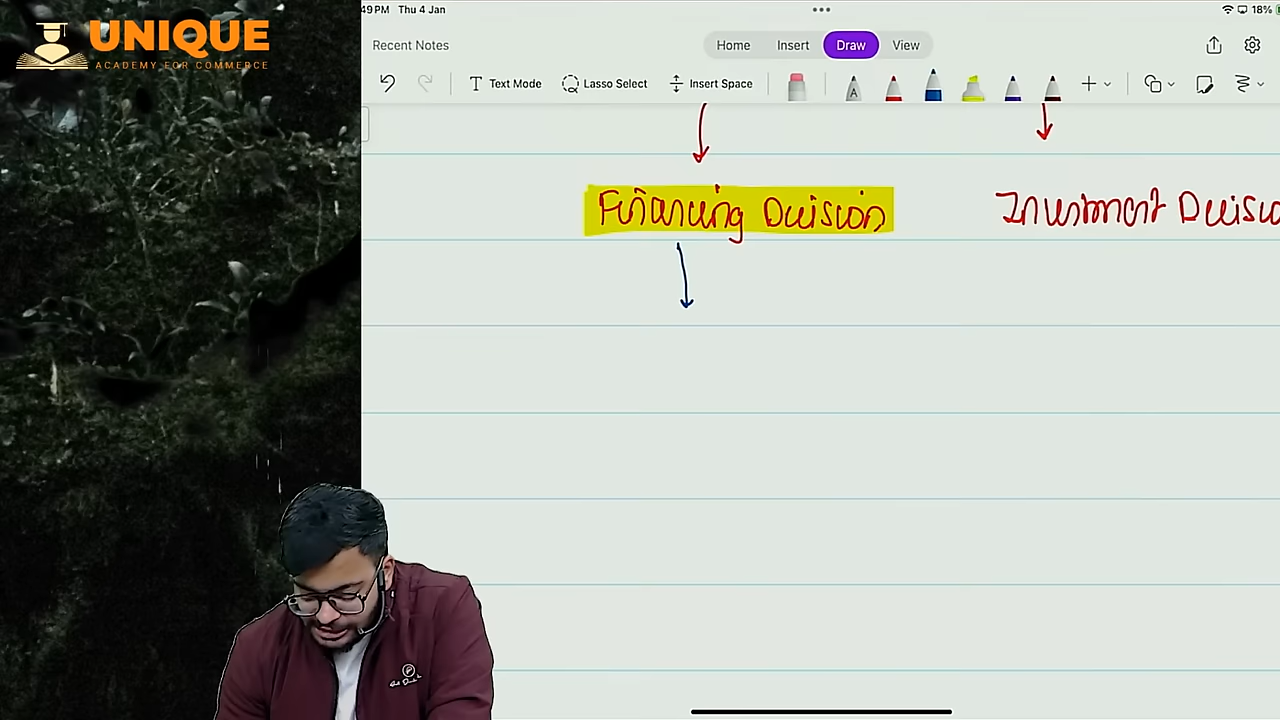 UNIQUE
ACADEMY FOR COMMERCE
49 PM Thu 4 Jan
18%
Recent Notes
Home Insert Draw View
T Text Mode Lasso Select Insert Space
A
Financing Decision
Investment Decisio